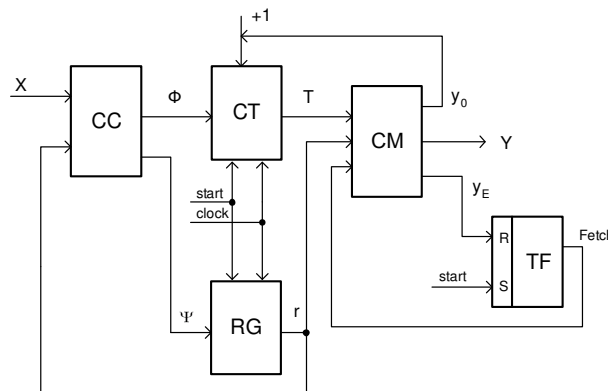 +1
X
CC
Φ
CT
T
CM
y0
Y
yE
start
clock
R
TF
Fetch
start
S
Ψ
RG
r